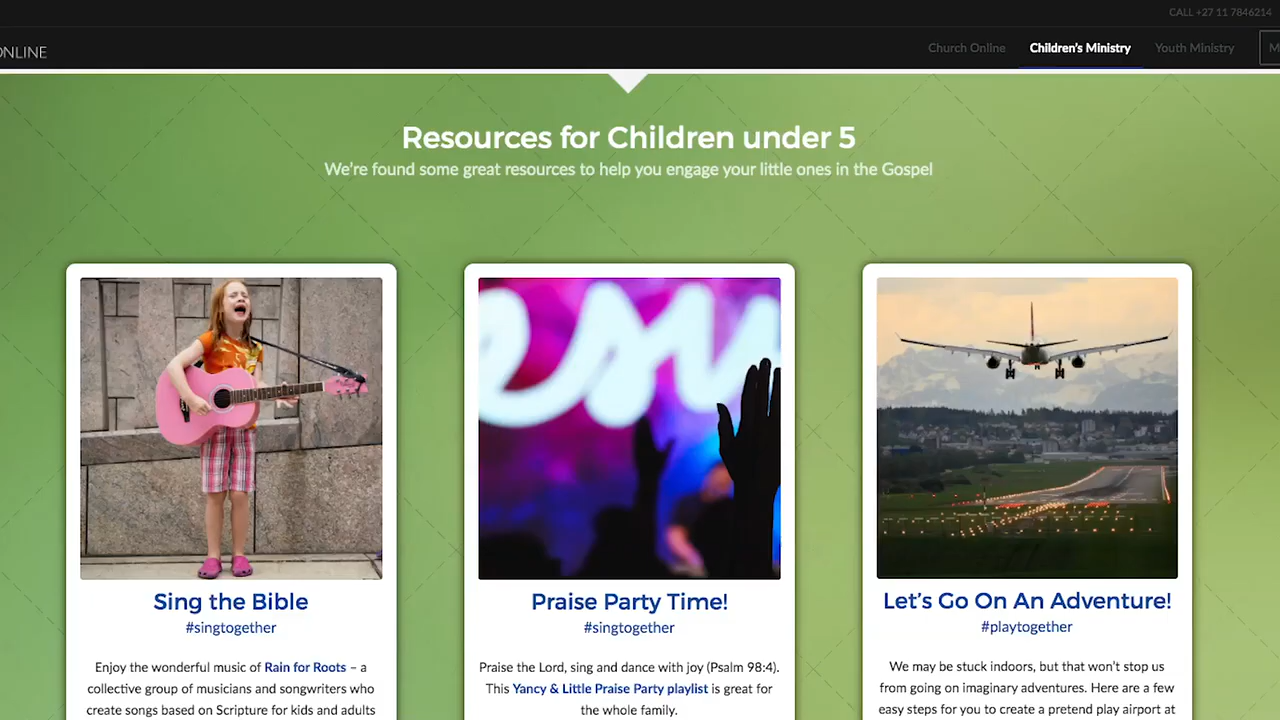 CALL +27 11 7846214
ONLINE
Church Online
Children's Ministry
Youth Ministry
Resources for Children under 5
We're found some great resources to help you engage your little ones in the Gospel
Sing the Bible
#singtogether
Enjoy the wonderful music of Rain for Roots – a
collective group of musicians and songwriters who
create songs based on Scripture for kids and adults
Praise Party Time!
#singtogether
Praise the Lord, sing and dance with joy (Psalm 98:4).
This Yancy & Little Praise Party playlist is great for
the whole family.
Let's Go On An Adventure!
#playtogether
We may be stuck indoors, but that won't stop us
from going on imaginary adventures. Here are a few
easy steps for you to create a pretend play airport at